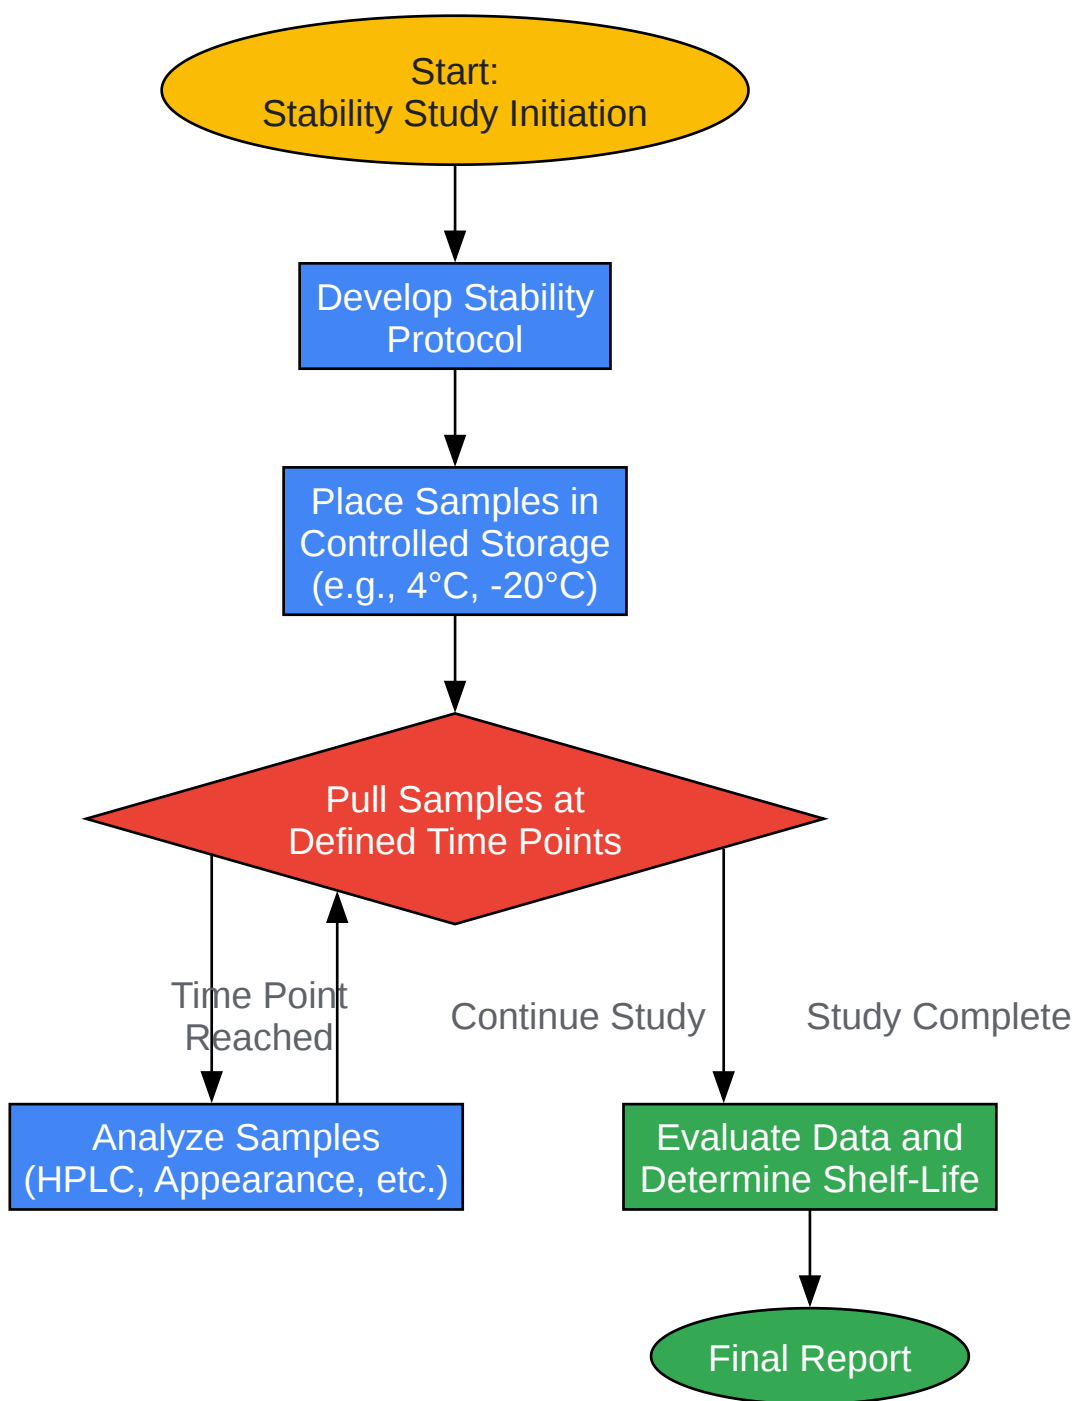 Start:
Stability Study Initiation
Develop Stability
Protocol
Place Samples in
Controlled Storage
(e.g., 4°C, -20°C)
Pull Samples at
Defined Time Points
Time Point
Reached
Continue Study
Study Complete
Analyze Samples
(HPLC, Appearance, etc.)
Evaluate Data and
Determine Shelf-Life
Final Report